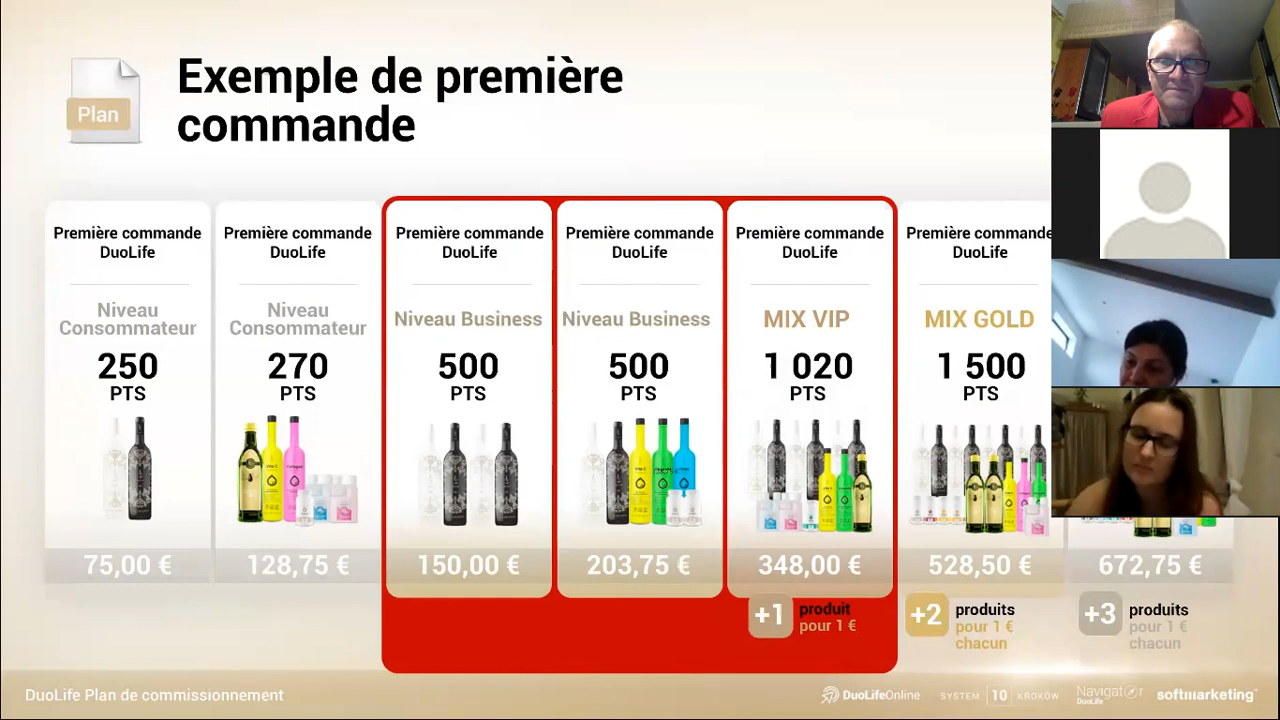 Plan
Exemple de première
commande
Première commande
DuoLife
Niveau
Consommateur
250
PTS
75,00 €
Première commande
DuoLife
Niveau
Consommateur
270
PTS
128,75 €
Première commande
DuoLife
Niveau Business
500
PTS
150,00 €
Première commande
DuoLife
Niveau Business
500
PTS
203,75 €
Première commande
DuoLife
MIX VIP
1 020
PTS
348,00 €
+1
produit
pour 1 €
Première commande
DuoLife
MIX GOLD
1 500
PTS
528,50 €
+2
produits
pour 1 €
chacun
672,75 €
+3
produits
pour 1 €
chacun
DuoLife Plan de commissionnement
DuoLifeOnline
SYSTEM 10 KROKÓW
Navigator
DuoLife
softmarketing